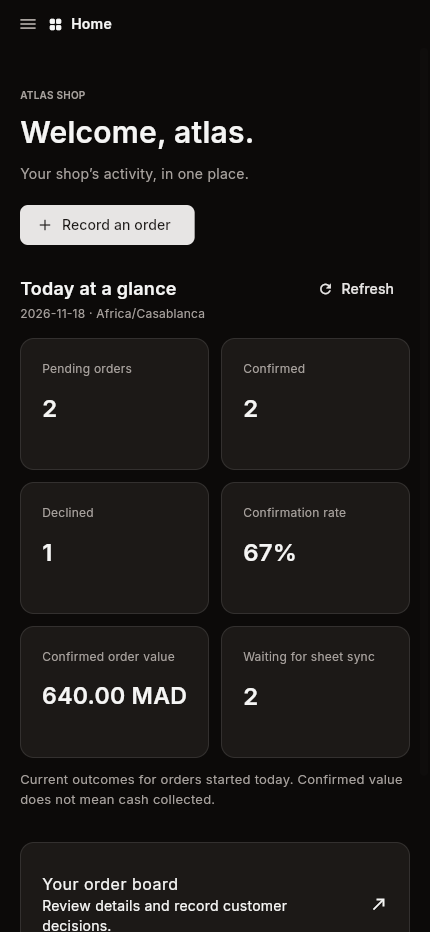 Home
ATLAS SHOP
Welcome, atlas.
Your shop's activity, in one place.
Record an order
Today at a glance
Refresh
2026-11-18 · Africa/Casablanca
Pending orders
Confirmed
2
2
Declined
Confirmation rate
1
67%
Confirmed order value
Waiting for sheet sync
640.00 MAD
2
Current outcomes for orders started today. Confirmed value
does not mean cash collected.
Your order board
Review details and record customer
decisions.